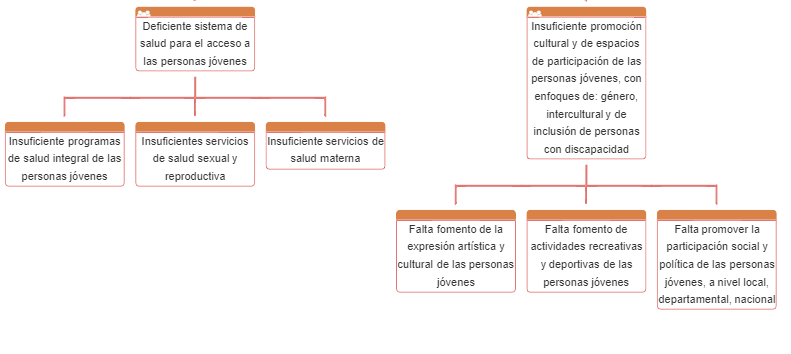 Deficiente sistema de
salud para el acceso a
las personas jóvenes
Insuficiente programas
de salud integral de las
personas jóvenes
Insuficientes servicios
de salud sexual y
reproductiva
Insuficiente servicios de
salud materna
Insuficiente promoción
cultural y de espacios
de participación de las
personas jóvenes, con
enfoques de: género,
intercultural y de
inclusión de personas
con discapacidad
Falta fomento de la
expresión artística y
cultural de las personas
jóvenes
Falta fomento de
actividades recreativas
y deportivas de las
personas jóvenes
Falta promover la
participación social y
política de las personas
jóvenes, a nivel local,
departamental, nacional